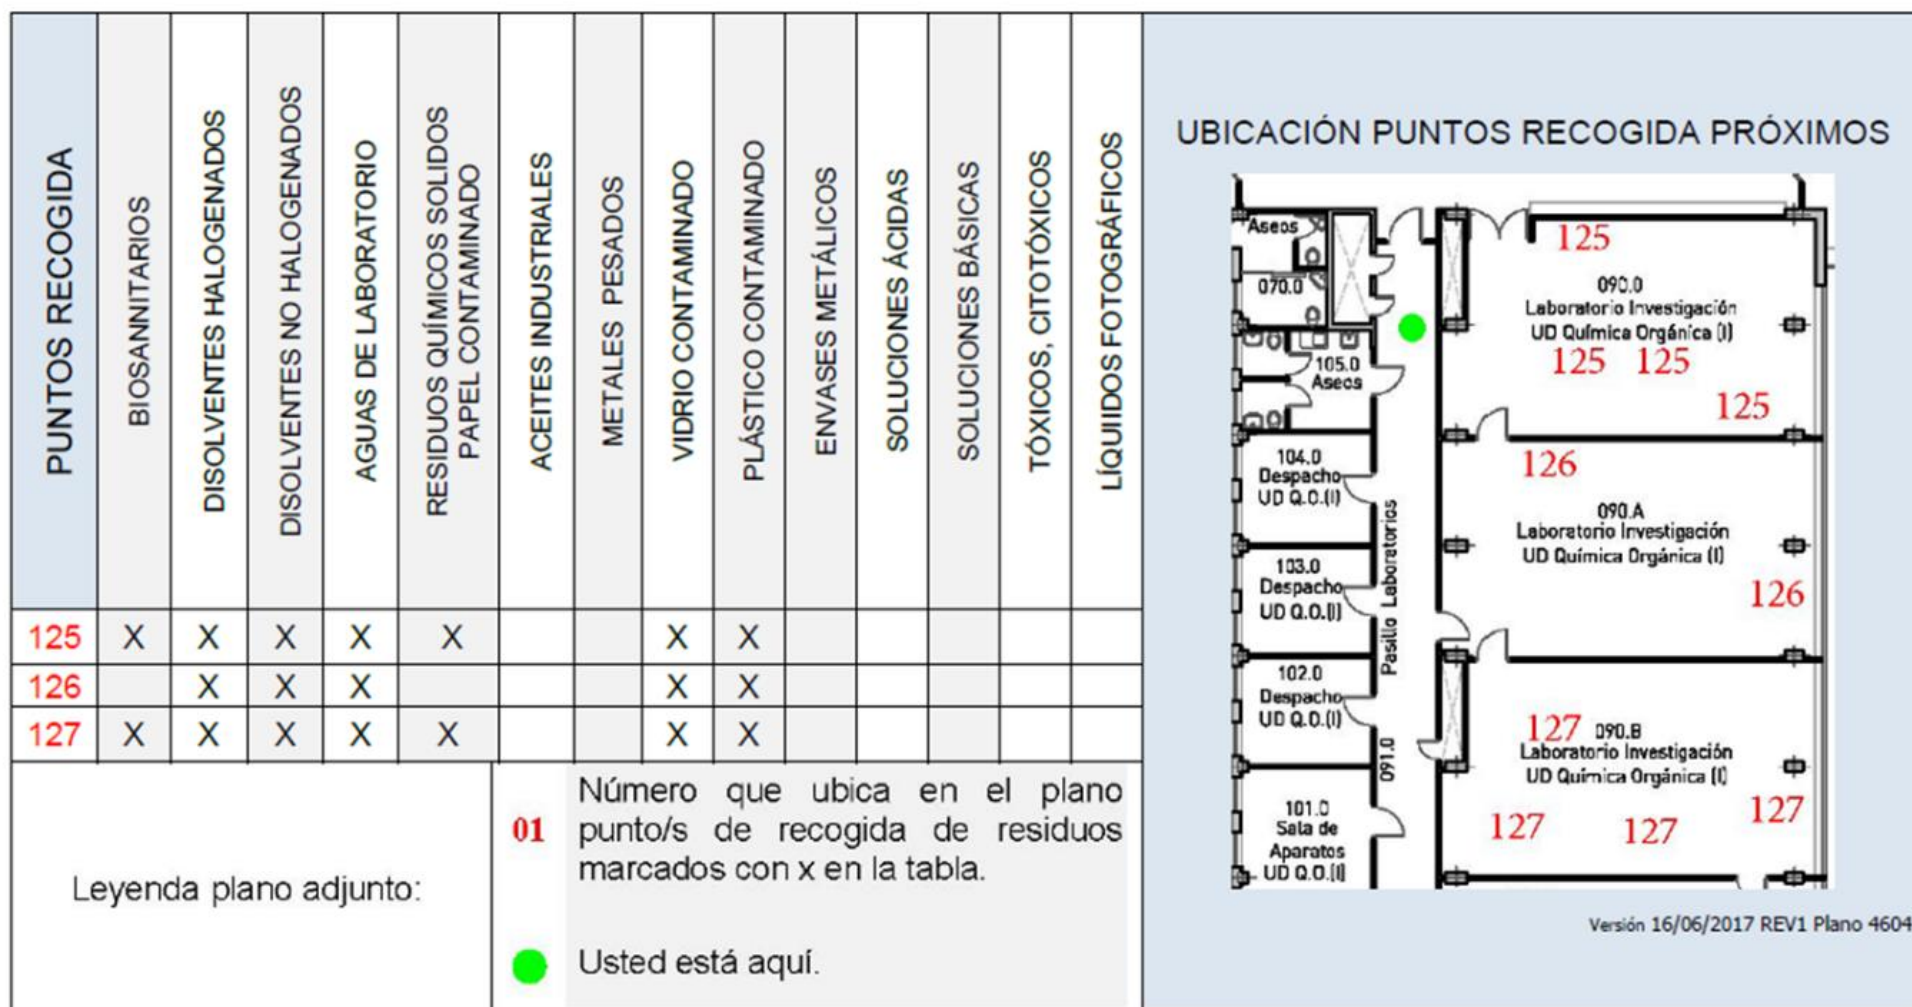 PUNTOS RECOGIDA
BIOSANNITARIOS
DISOLVENTES HALOGENADOS
DISOLVENTES NO HALOGENADOS
AGUAS DE LABORATORIO
RESIDUOS QUÍMICOS SOLIDOS
PAPEL CONTAMINADO
ACEITES INDUSTRIALES
METALES PESADOS
VIDRIO CONTAMINADO
PLÁSTICO CONTAMINADO
ENVASES METÁLICOS
SOLUCIONES ÁCIDAS
SOLUCIONES BÁSICAS
TÓXICOS, CITOTÓXICOS
LÍQUIDOS FOTOGRÁFICOS
125 X X X X X X X
126 X X X X X
127 X X X X X X X
Leyenda plano adjunto:
01
Número que ubica en el plano
punto/s de recogida de residuos
marcados con x en la tabla.
Usted está aquí.
UBICACIÓN PUNTOS RECOGIDA PRÓXIMOS
Aseos
070.0
105.0
Aseos
104.0
Despacho
UD Q.O.(I)
103.0
Despacho
UD Q.O.(I)
102.0
Despacho
UD Q.O.(I)
101.0
Sala de
Aparatos
UD Q.O.(I)
091.0 Pasillo Laboratorios
125
090.0
Laboratorio Investigación
UD Química Orgánica (I)
125 125
125
126
090.A
Laboratorio Investigación
UD Química Orgánica (I)
126
127 090.B
Laboratorio Investigación
UD Química Orgánica (I)
127 127 127
Versión 16/06/2017 REV1 Plano 4604